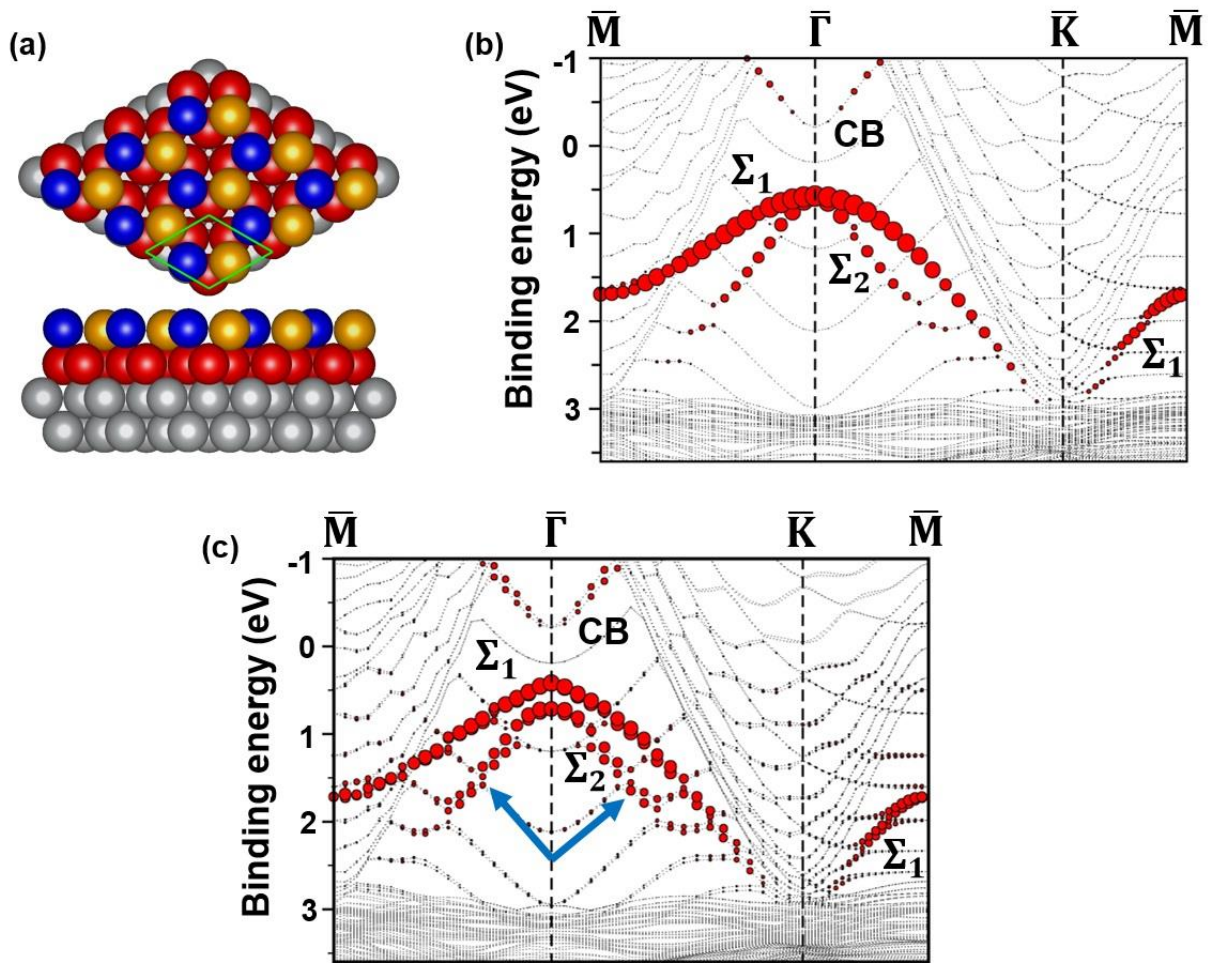 (a)
(b)
M̅ Γ̅ K̅ M̅
Binding energy (eV)
-1
0
1
2
3
CB
Σ₁
Σ₂
Σ₁
(c)
M̅ Γ̅ K̅ M̅
Binding energy (eV)
-1
0
1
2
3
CB
Σ₁
Σ₂
Σ₁